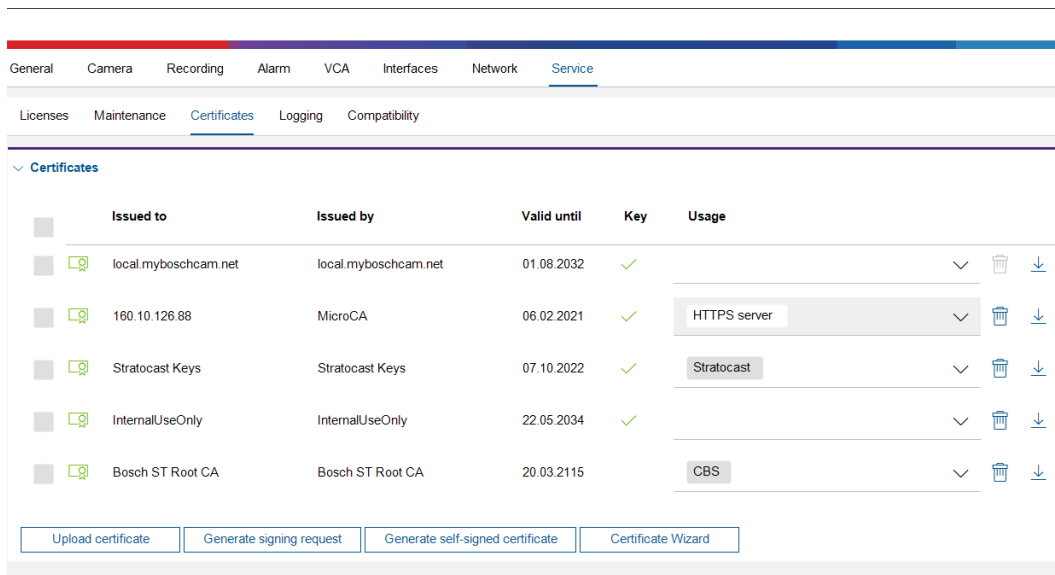 General Camera Recording Alarm VCA Interfaces Network Service
Licenses Maintenance Certificates Logging Compatibility
Certificates
Issued to Issued by Valid until Key Usage
local.myboschcam.net local.myboschcam.net 01.08.2032
160.10.126.88 MicroCA 06.02.2021 HTTPS server
Stratocast Keys Stratocast Keys 07.10.2022 Stratocast
InternalUseOnly InternalUseOnly 22.05.2034
Bosch ST Root CA Bosch ST Root CA 20.03.2115 CBS
Upload certificate Generate signing request Generate self-signed certificate Certificate Wizard